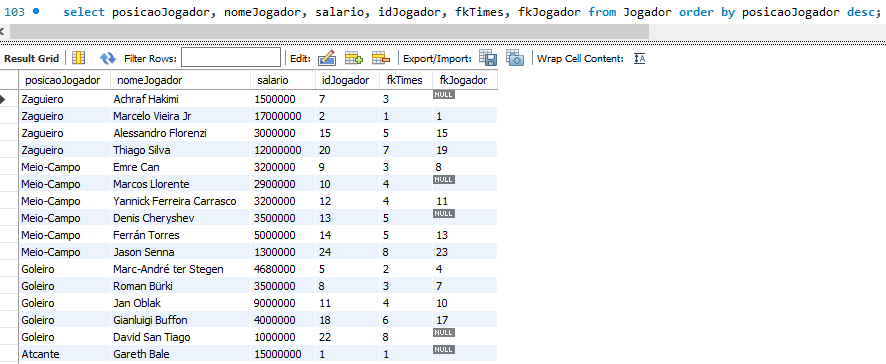 103 select posicaoJogador, nomeJogador, salario, idJogador, fkTimes, fkJogador from Jogador order by posicaoJogador desc;
Result Grid Filter Rows: Edit: Export/Import: Wrap Cell Content: IA
posicaoJogador nomeJogador salario idJogador fkTimes fkJogador
Zaguiero Achraf Hakimi 1500000 7 3 NULL
Zagueiro Marcelo Vieira Jr 17000000 2 1 1
Zagueiro Alessandro Florenzi 3000000 15 5 15
Zagueiro Thiago Silva 12000000 20 7 19
Meio-Campo Emre Can 3200000 9 3 8
Meio-Campo Marcos Llorente 2900000 10 4 NULL
Meio-Campo Yannick Ferreira Carrasco 3200000 12 4 11
Meio-Campo Denis Cheryshev 3500000 13 5 NULL
Meio-Campo Ferrán Torres 5000000 14 5 13
Meio-Campo Jason Senna 1300000 24 8 23
Goleiro Marc-André ter Stegen 4680000 5 2 4
Goleiro Roman Bürki 3500000 8 3 7
Goleiro Jan Oblak 9000000 11 4 10
Goleiro Gianluigi Buffon 4000000 18 6 17
Goleiro David San Tiago 1000000 22 8 NULL
Atcante Gareth Bale 15000000 1 1 NULL